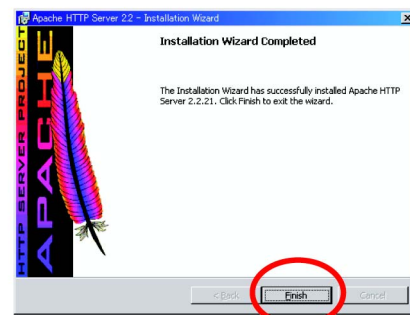 Apache HTTP Server 2.2 - Installation Wizard
Installation Wizard Completed
The Installation Wizard has successfully installed Apache HTTP
Server 2.2.21. Click Finish to exit the wizard.
HTTP SERVER PROJECT
APACHE
< Back
Finish
Cancel